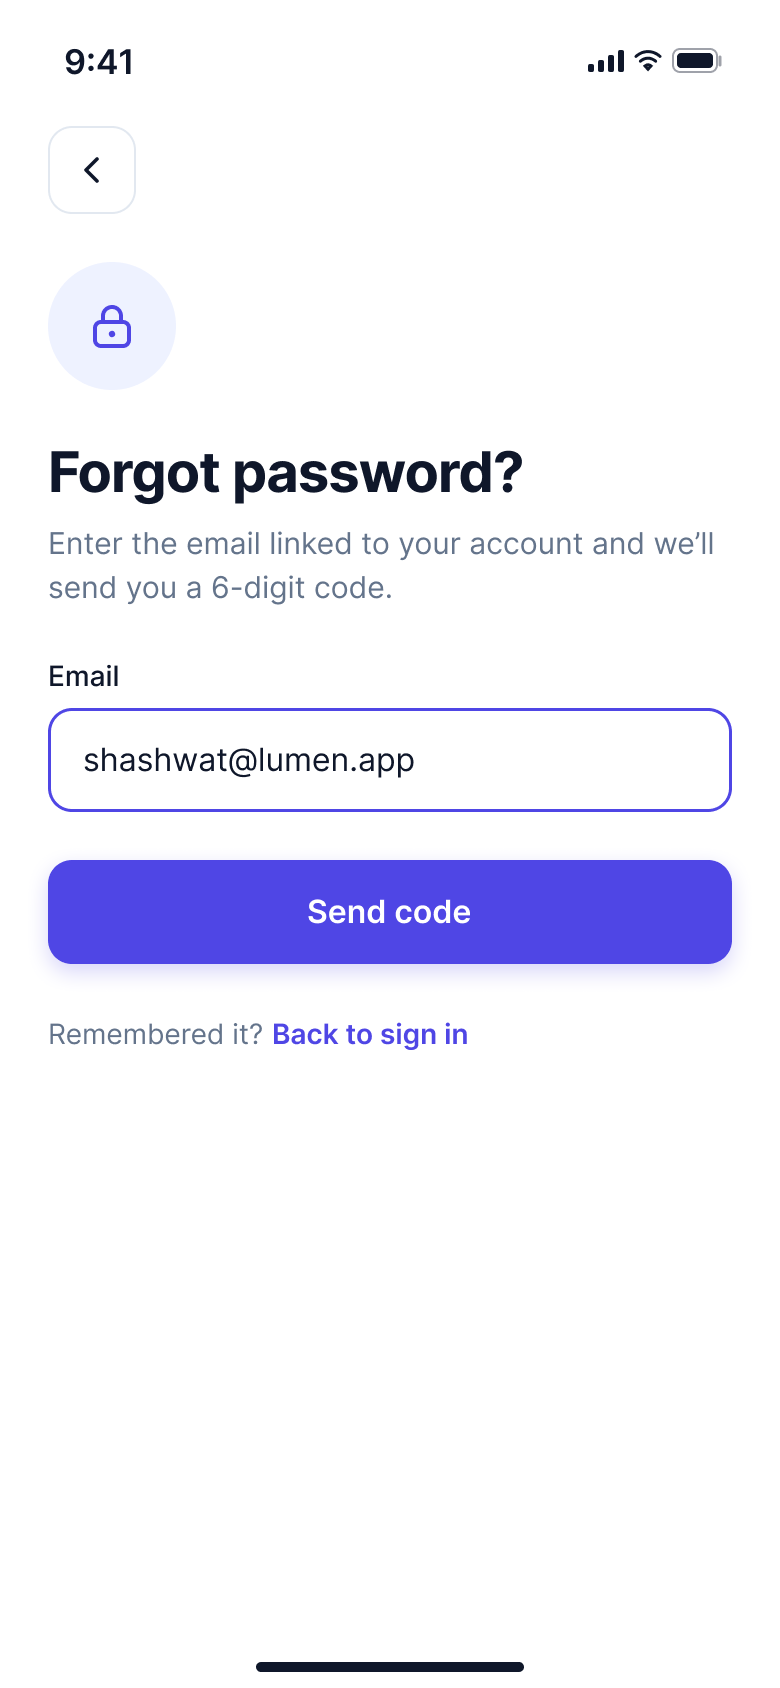 9:41
Forgot password?
Enter the email linked to your account and we’ll
send you a 6-digit code.
Email
shashwat@lumen.app
Send code
Remembered it? Back to sign in